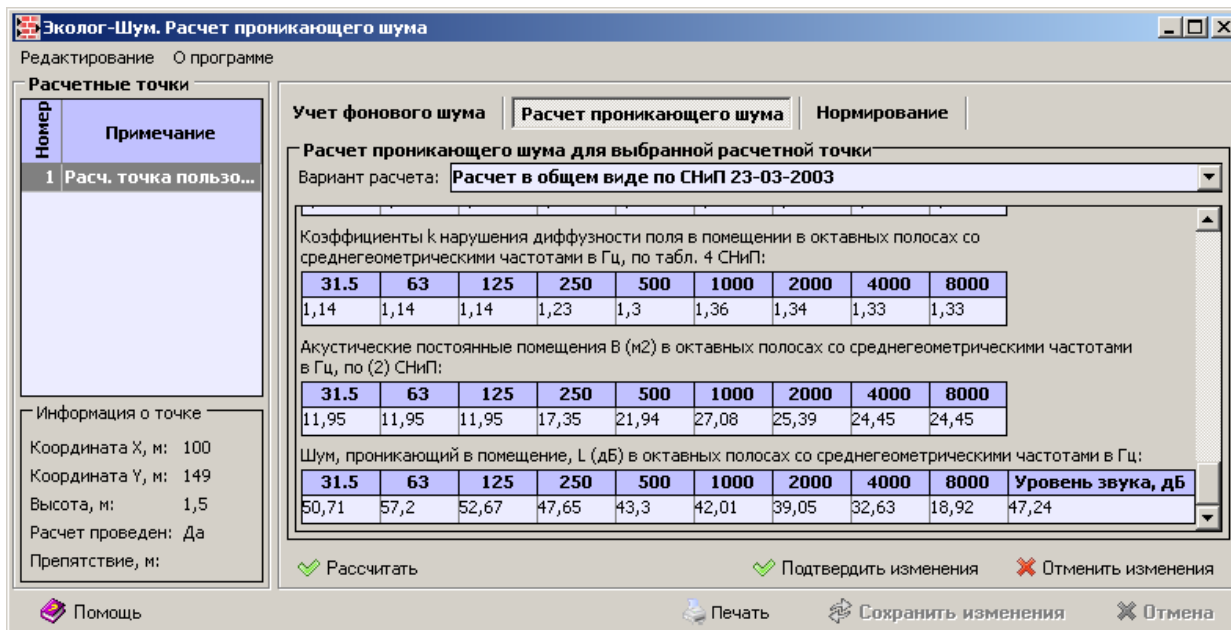 Эколог-Шум. Расчет проникающего шума
Редактирование О программе
Расчетные точки
Номер Примечание
1 Расч. точка пользо...
Информация о точке
Координата X, м: 100
Координата Y, м: 149
Высота, м: 1,5
Расчет проведен: Да
Препятствие, м:
Учет фонового шума Расчет проникающего шума Нормирование
Расчет проникающего шума для выбранной расчетной точки
Вариант расчета: Расчет в общем виде по СНиП 23-03-2003
Коэффициенты k нарушения диффузности поля в помещении в октавных полосах со
среднегеометрическими частотами в Гц, по табл. 4 СНиП:
31.5 63 125 250 500 1000 2000 4000 8000
1,14 1,14 1,14 1,23 1,3 1,36 1,34 1,33 1,33
Акустические постоянные помещения B (м2) в октавных полосах со среднегеометрическими частотами
в Гц, по (2) СНиП:
31.5 63 125 250 500 1000 2000 4000 8000
11,95 11,95 11,95 17,35 21,94 27,08 25,39 24,45 24,45
Шум, проникающий в помещение, L (дБ) в октавных полосах со среднегеометрическими частотами в Гц:
31.5 63 125 250 500 1000 2000 4000 8000 Уровень звука, дБ
50,71 57,2 52,67 47,65 43,3 42,01 39,05 32,63 18,92 47,24
Рассчитать Подтвердить изменения Отменить изменения
Помощь Печать Сохранить изменения Отмена